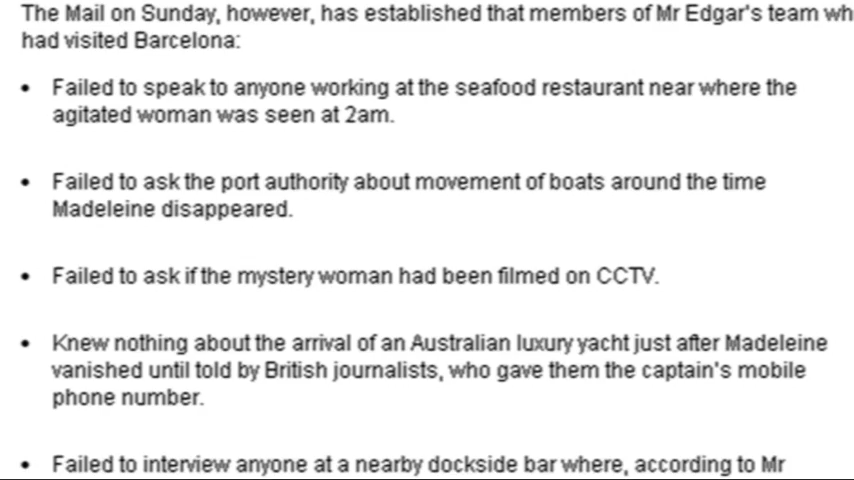 The Mail on Sunday, however, has established that members of Mr Edgar's team wh
had visited Barcelona:
• Failed to speak to anyone working at the seafood restaurant near where the
agitated woman was seen at 2am.
• Failed to ask the port authority about movement of boats around the time
Madeleine disappeared.
• Failed to ask if the mystery woman had been filmed on CCTV.
• Knew nothing about the arrival of an Australian luxury yacht just after Madeleine
vanished until told by British journalists, who gave them the captain's mobile
phone number.
• Failed to interview anyone at a nearby dockside bar where, according to Mr